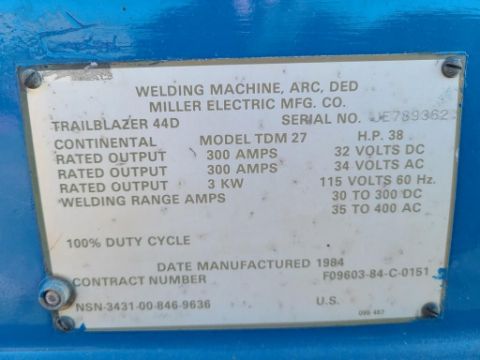 WELDING MACHINE, ARC, DED
MILLER ELECTRIC MFG. CO.
TRAILBLAZER 44D SERIAL NO. JE789362
CONTINENTAL MODEL TDM 27 H.P. 38
RATED OUTPUT 300 AMPS 32 VOLTS DC
RATED OUTPUT 300 AMPS 34 VOLTS AC
RATED OUTPUT 3 KW 115 VOLTS 60 Hz.
WELDING RANGE AMPS 30 TO 300 DC
35 TO 400 AC
100% DUTY CYCLE
DATE MANUFACTURED 1984
CONTRACT NUMBER F09603-84-C-0151
NSN-3431-00-846-9636 U.S.